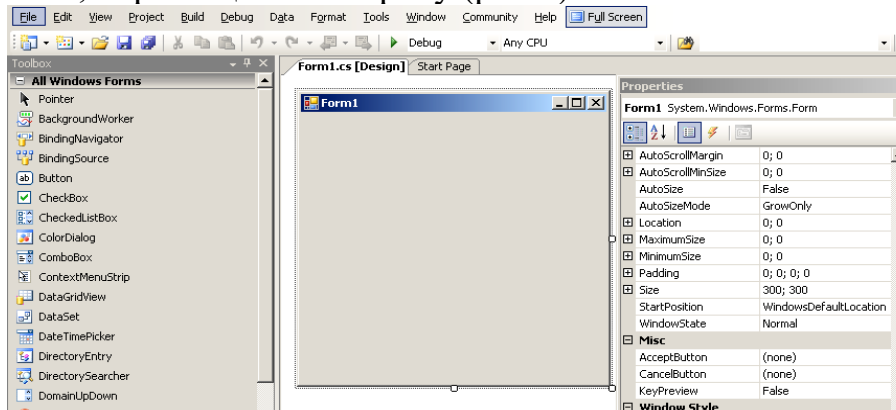 File Edit View Project Build Debug Data Format Tools Window Community Help Full Screen
Debug Any CPU
Toolbox
Form1.cs [Design] Start Page
All Windows Forms
Pointer
BackgroundWorker
BindingNavigator
BindingSource
Button
CheckBox
CheckedListBox
ColorDialog
ComboBox
ContextMenuStrip
DataGridView
DataSet
DateTimePicker
DirectoryEntry
DirectorySearcher
DomainUpDown
Form1
Properties
Form1 System.Windows.Forms.Form
AutoScrollMargin 0; 0
AutoScrollMinSize 0; 0
AutoSize False
AutoSizeMode GrowOnly
Location 0; 0
MaximumSize 0; 0
MinimumSize 0; 0
Padding 0; 0; 0; 0
Size 300; 300
StartPosition WindowsDefaultLocation
WindowState Normal
Misc
AcceptButton (none)
CancelButton (none)
KeyPreview False
Window Style